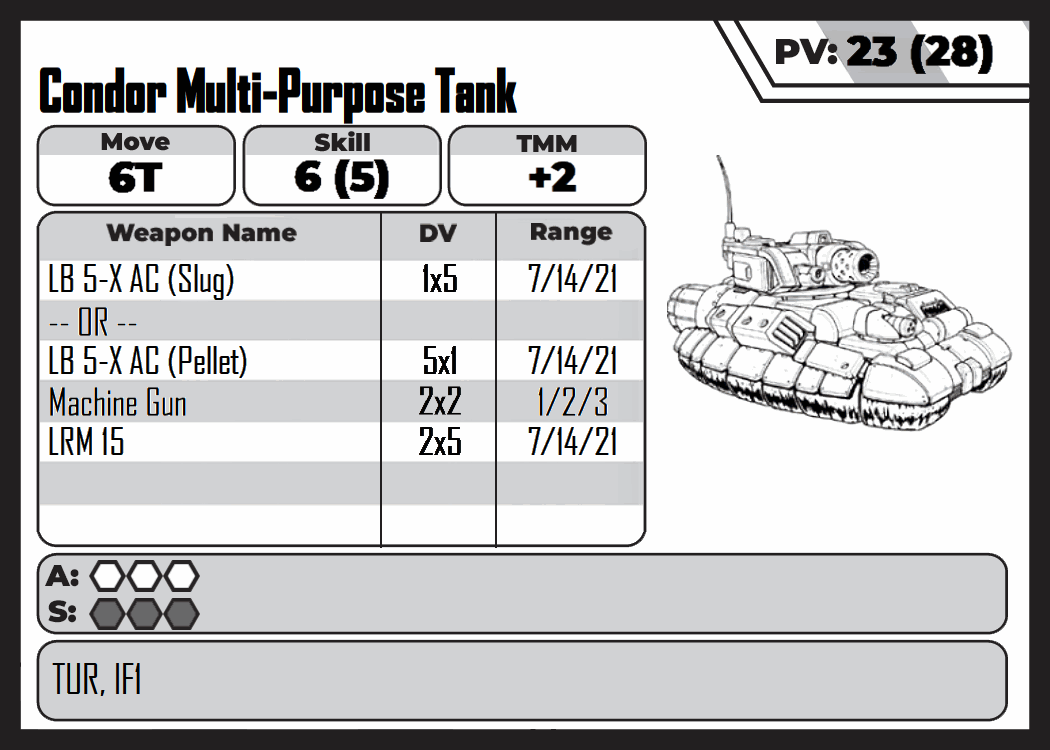 PV: 23 (28)
Condor Multi-Purpose Tank
Move Skill TMM
6T 6 (5) +2
Weapon Name DV Range
LB 5-X AC (Slug) 1x5 7/14/21
-- OR --
LB 5-X AC (Pellet) 5x1 7/14/21
Machine Gun 2x2 1/2/3
LRM 15 2x5 7/14/21
A:
S:
TUR, IF1